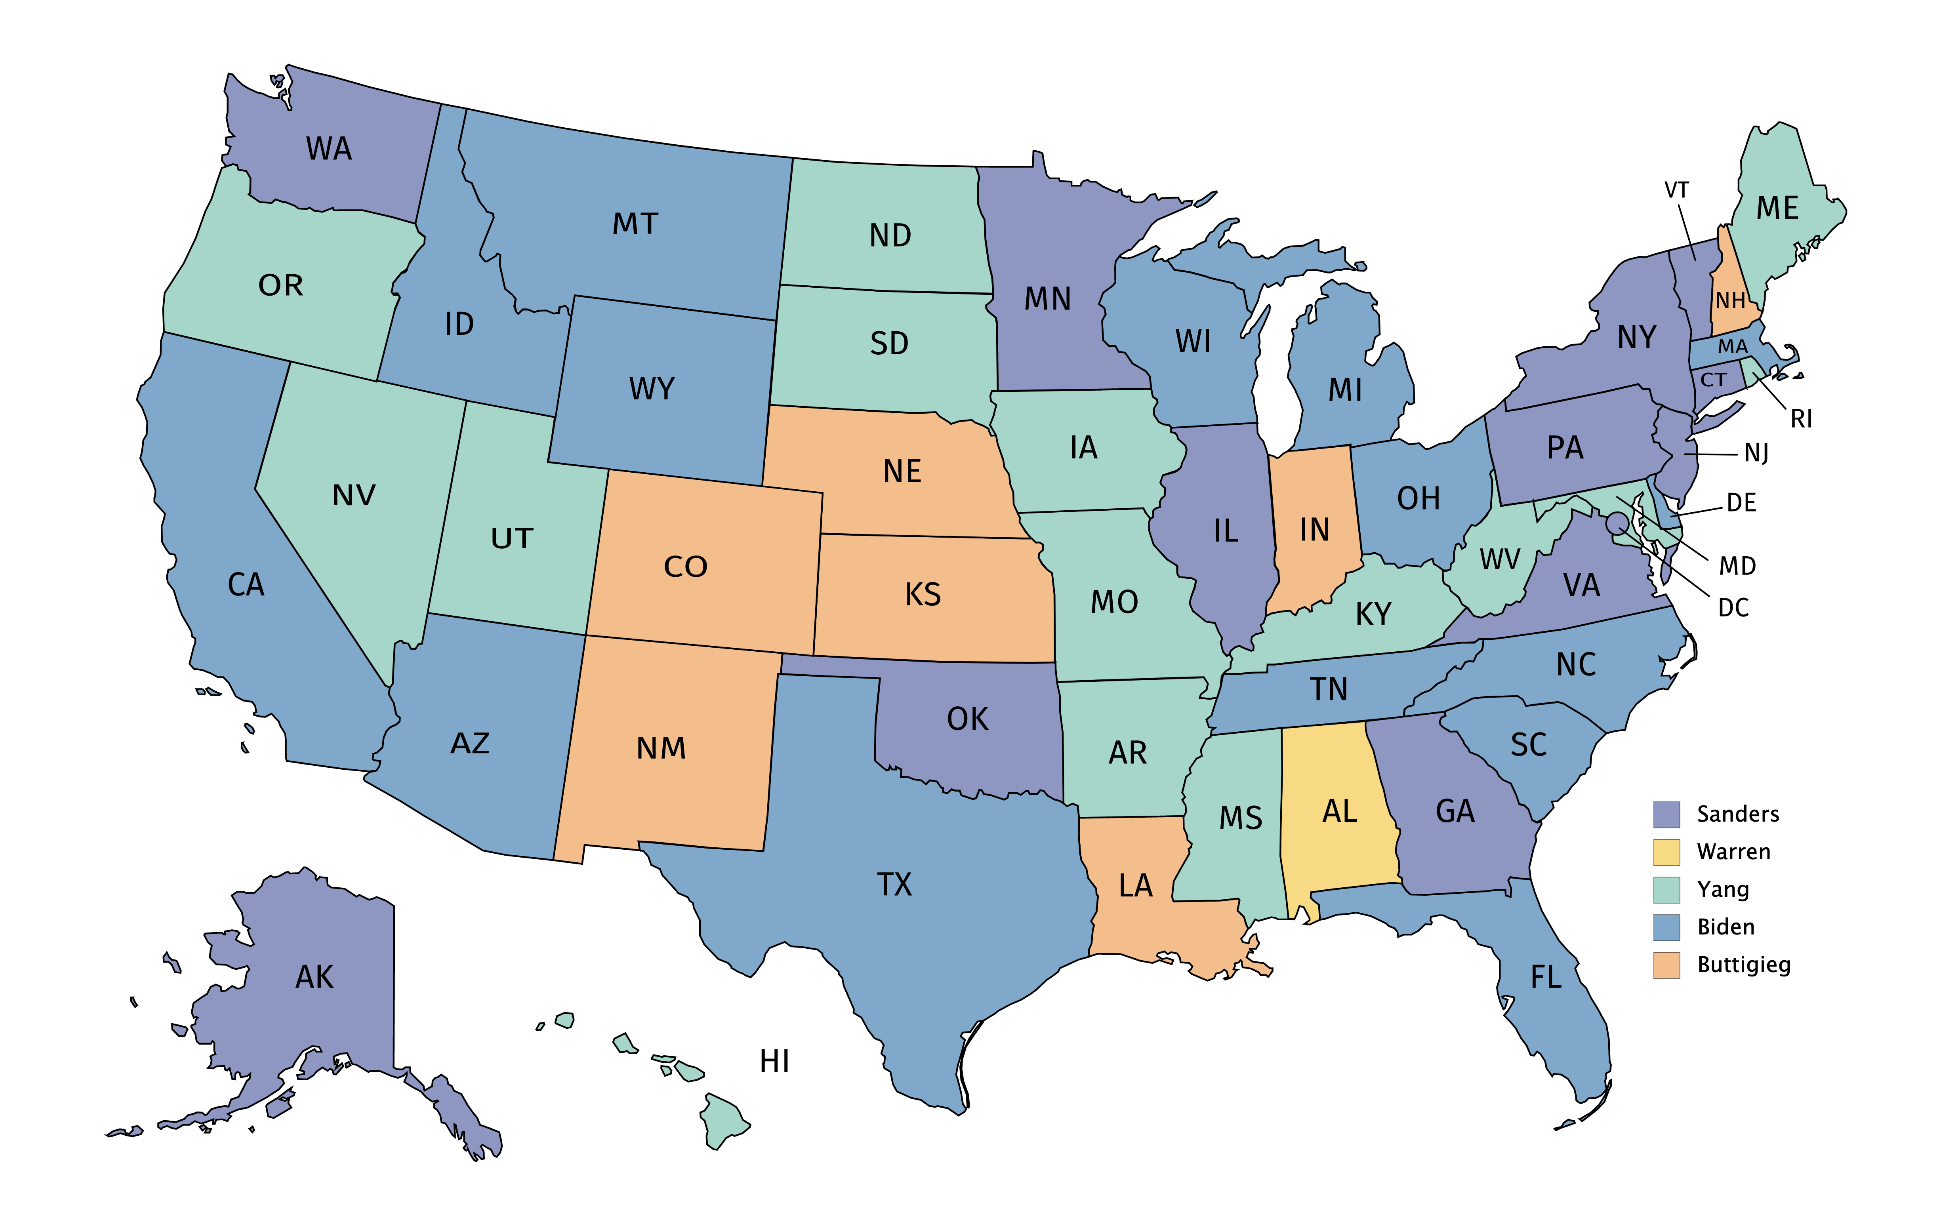 WA
VT
ME
MT
ND
OR
MN
NH
ID
WI
NY
SD
MA
WY
MI
CT
RI
IA
PA
NJ
NE
NV
OH
DE
UT
IL
IN
CO
WV
MD
CA
KS
MO
KY
VA
DC
NC
TN
OK
AZ
NM
AR
SC
AL
GA
MS
Sanders
Warren
TX
LA
Yang
Biden
Buttigieg
AK
FL
HI